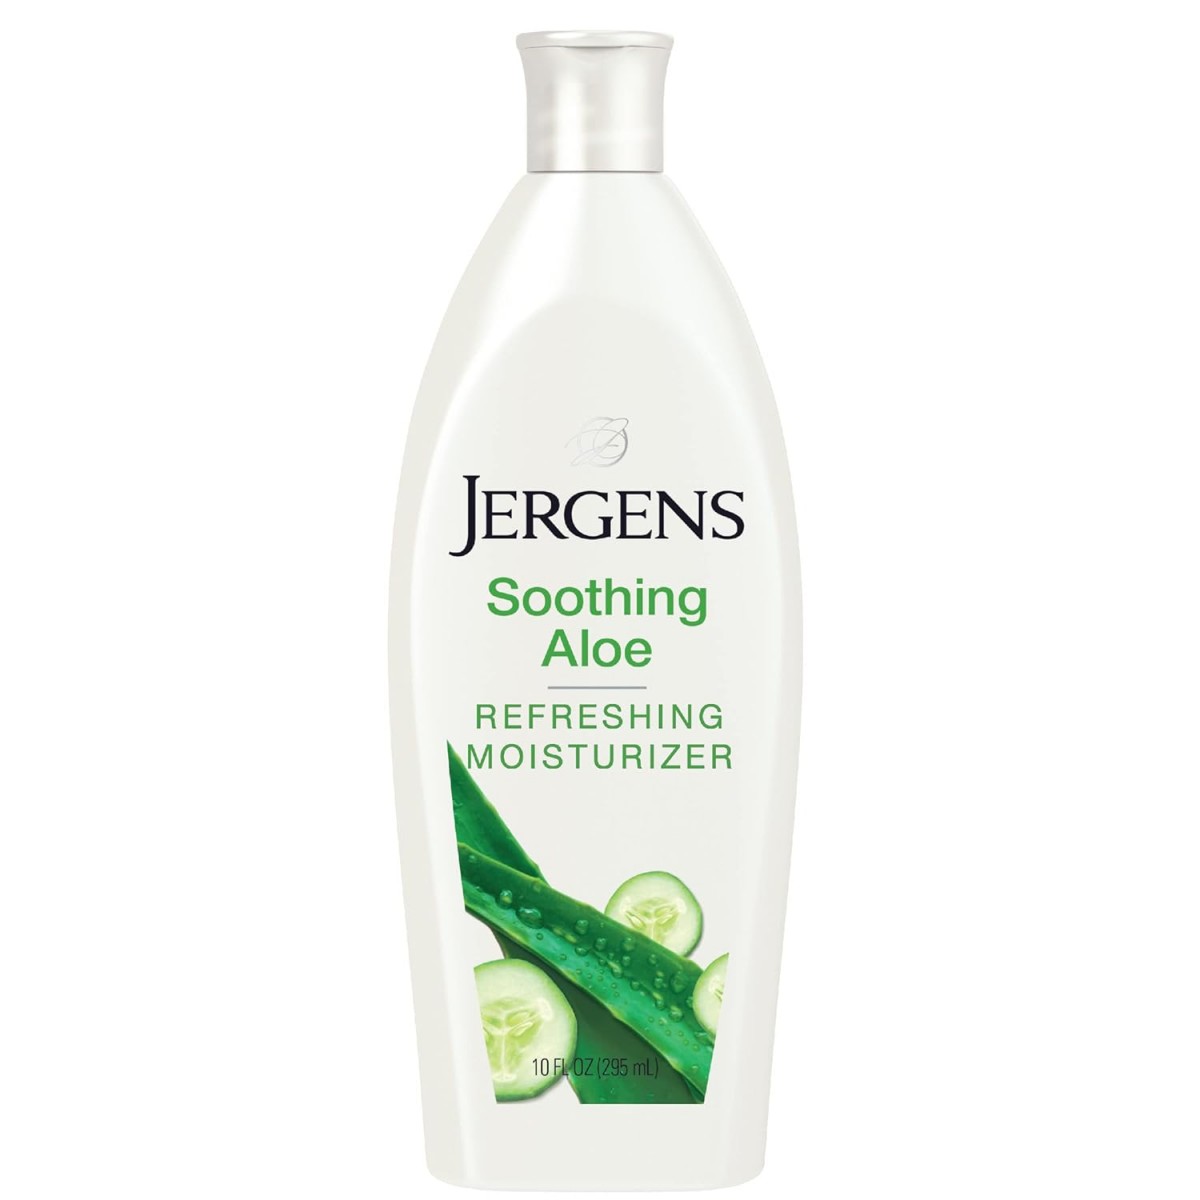 JERGENS
Soothing
Aloe
REFRESHING
MOISTURIZER
10 FL OZ (295 mL)